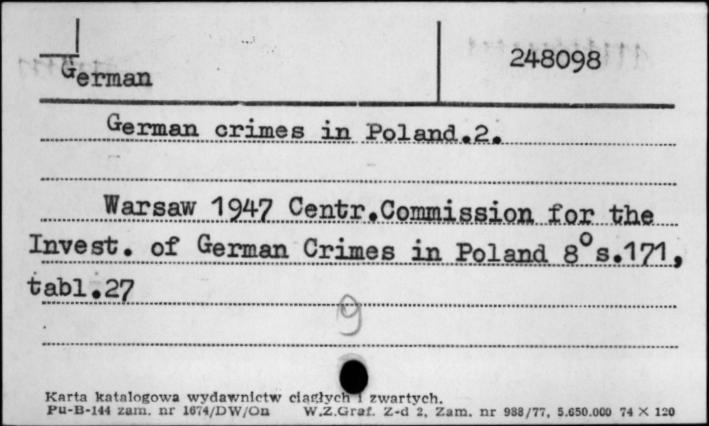 German
248098
German crimes in Poland.2.
Warsaw 1947 Centr.Commission for the
Invest. of German Crimes in Poland 8° s.171,
tabl.27
9
Karta katalogowa wydawnictw ciągłych i zwartych.
Pu-B-144 zam. nr 1674/DW/On W.Z.Graf. Z-d 2, Zam. nr 988/77, 5.650.000 74 X 120